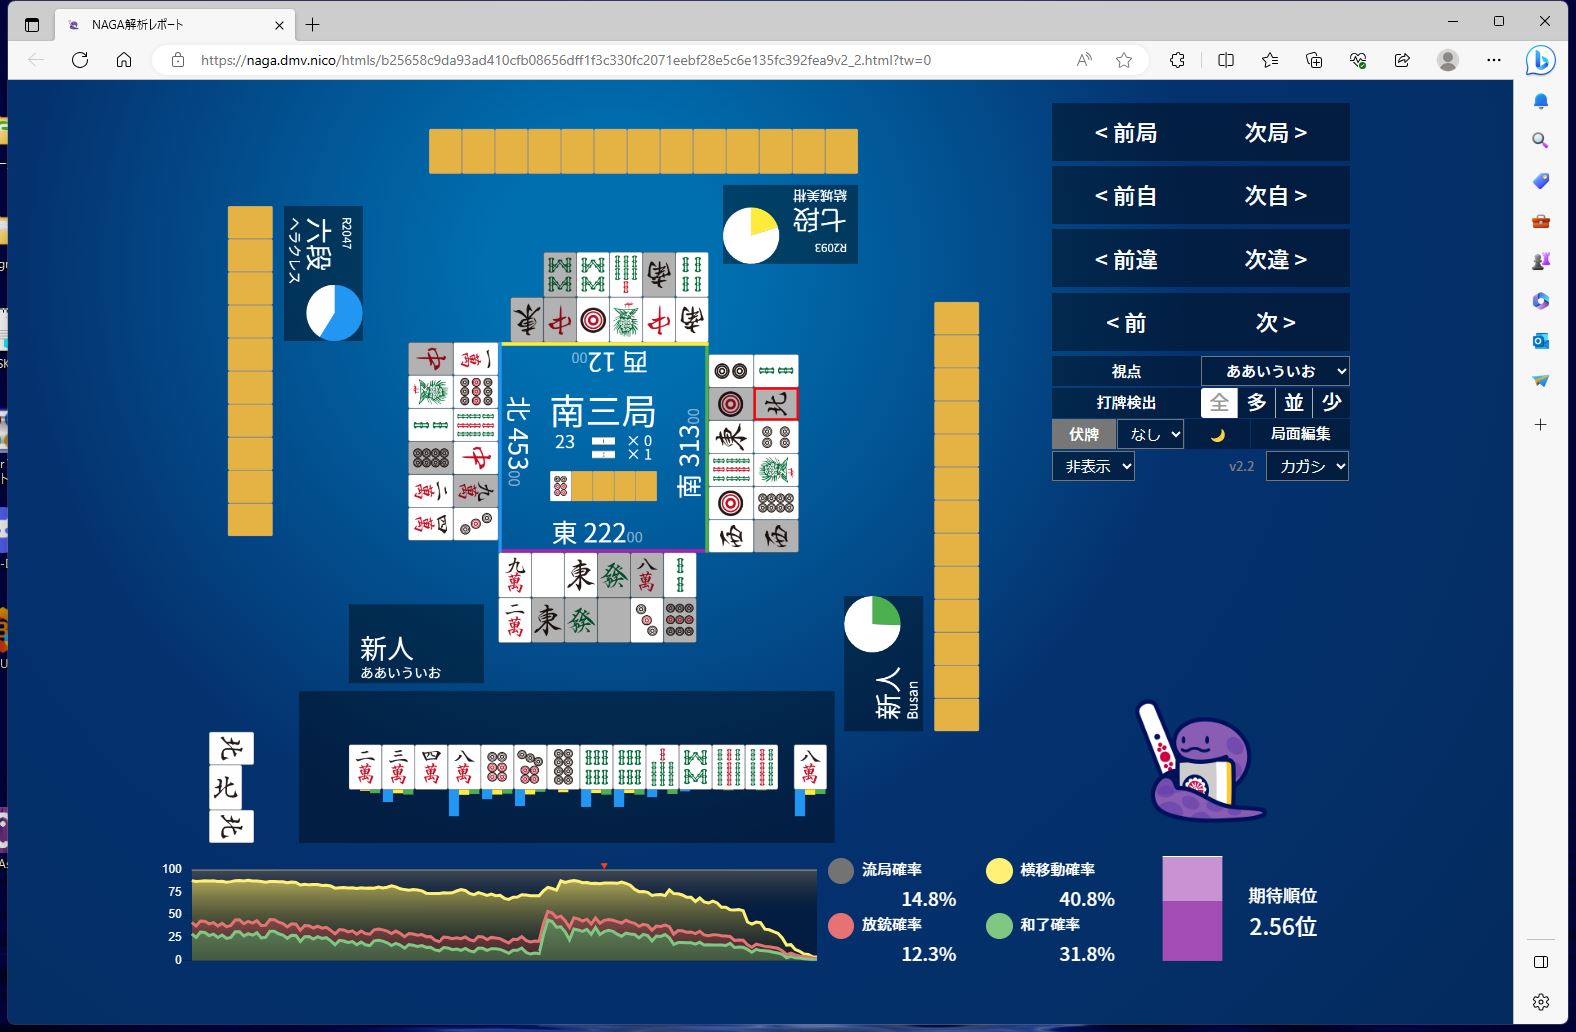 NAGA解析レポート
https://naga.dmv.nico/htmls/b25658c9da93ad410cfb08656dff1f3c330fc2071eebf28e5c6e135fc392fea9v2_2.html?tw=0
< 前局
次局 >
< 前自
次自 >
< 前違
次違 >
< 前
次 >
視点
ああいういお
打牌検出
全
多
並
少
伏牌
なし
局面編集
非表示
v2.2
カガシ
結城美柑
七段
R2093
R2047
六段
ヘラクレス
西 12 00
北 453 00
南三局
23
× 0
× 1
南 313 00
東 222 00
新人
ああいういお
新人
Busan
100
75
50
25
0
流局確率
14.8%
横移動確率
40.8%
放銃確率
12.3%
和了確率
31.8%
期待順位
2.56位